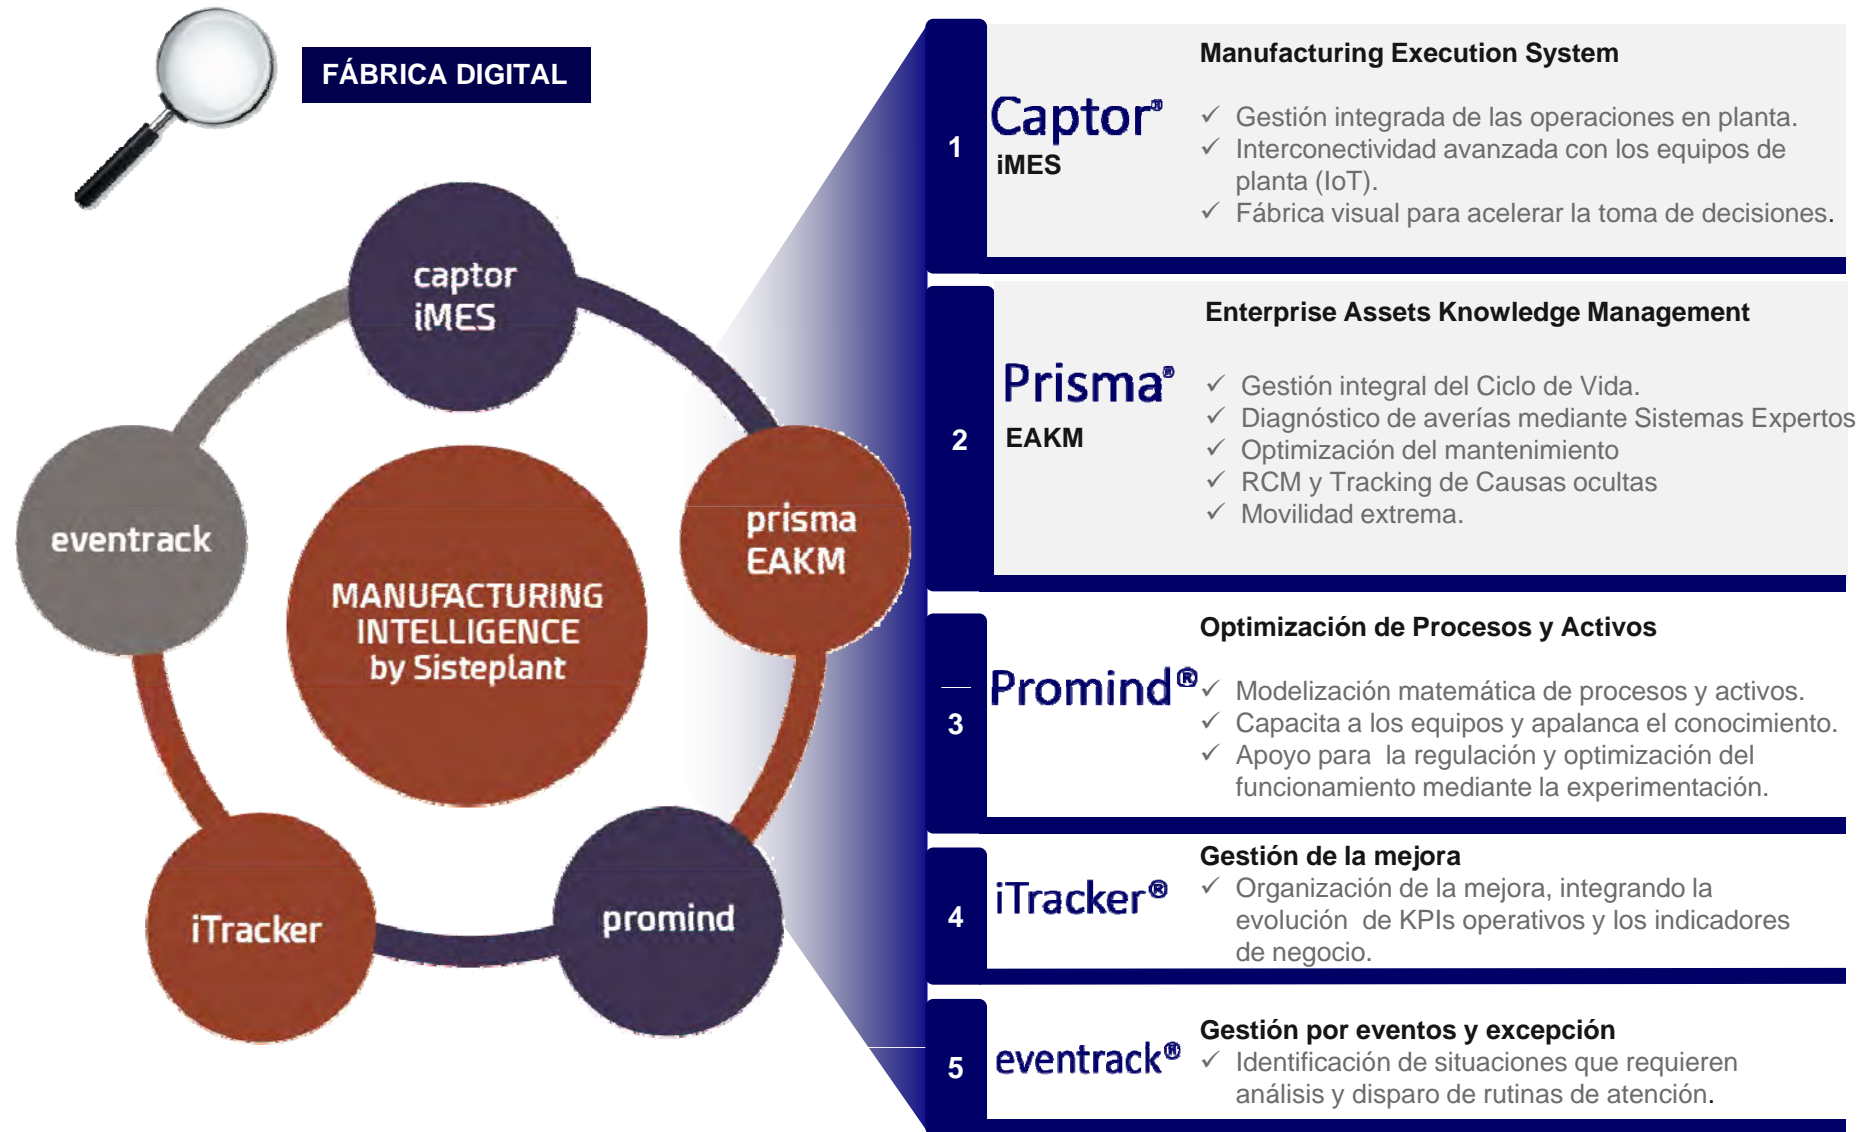 FÁBRICA DIGITAL
captor
iMES
prisma
EAKM
promind
iTracker
eventrack
MANUFACTURING
INTELLIGENCE
by Sisteplant
1
Captor®
iMES
Manufacturing Execution System
✓ Gestión integrada de las operaciones en planta.
✓ Interconectividad avanzada con los equipos de
planta (IoT).
✓ Fábrica visual para acelerar la toma de decisiones.
2
Prisma®
EAKM
Enterprise Assets Knowledge Management
✓ Gestión integral del Ciclo de Vida.
✓ Diagnóstico de averías mediante Sistemas Expertos
✓ Optimización del mantenimiento
✓ RCM y Tracking de Causas ocultas
✓ Movilidad extrema.
3
Promind®
Optimización de Procesos y Activos
✓ Modelización matemática de procesos y activos.
✓ Capacita a los equipos y apalanca el conocimiento.
✓ Apoyo para la regulación y optimización del
funcionamiento mediante la experimentación.
4
iTracker®
Gestión de la mejora
✓ Organización de la mejora, integrando la
evolución de KPIs operativos y los indicadores
de negocio.
5
eventrack®
Gestión por eventos y excepción
✓ Identificación de situaciones que requieren
análisis y disparo de rutinas de atención.